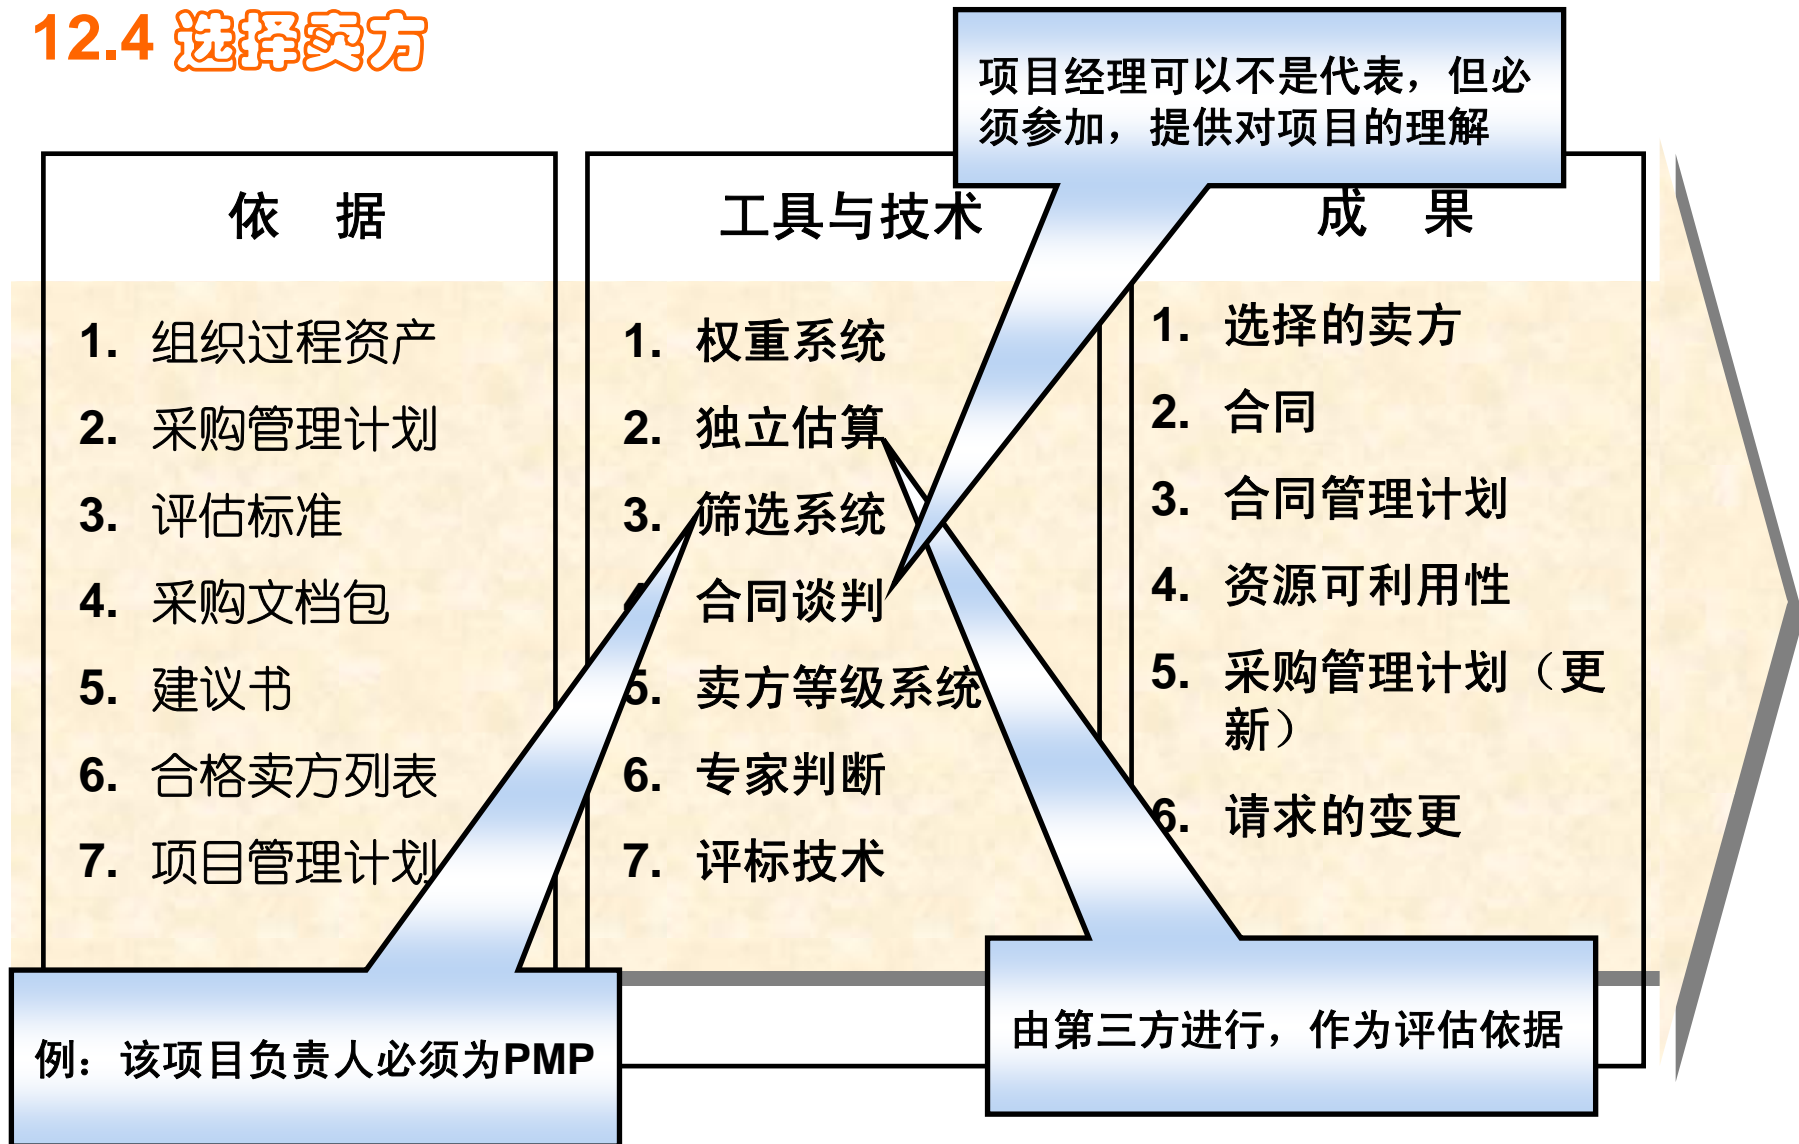 12.4 选择卖方
项目经理可以不是代表，但必
须参加，提供对项目的理解
依 据
1. 组织过程资产
2. 采购管理计划
3. 评估标准
4. 采购文档包
5. 建议书
6. 合格卖方列表
7. 项目管理计划
工具与技术
1. 权重系统
2. 独立估算
3. 筛选系统
合同谈判
5. 卖方等级系统
6. 专家判断
7. 评标技术
成 果
1. 选择的卖方
2. 合同
3. 合同管理计划
4. 资源可利用性
5. 采购管理计划（更
新）
6. 请求的变更
例：该项目负责人必须为PMP
由第三方进行，作为评估依据